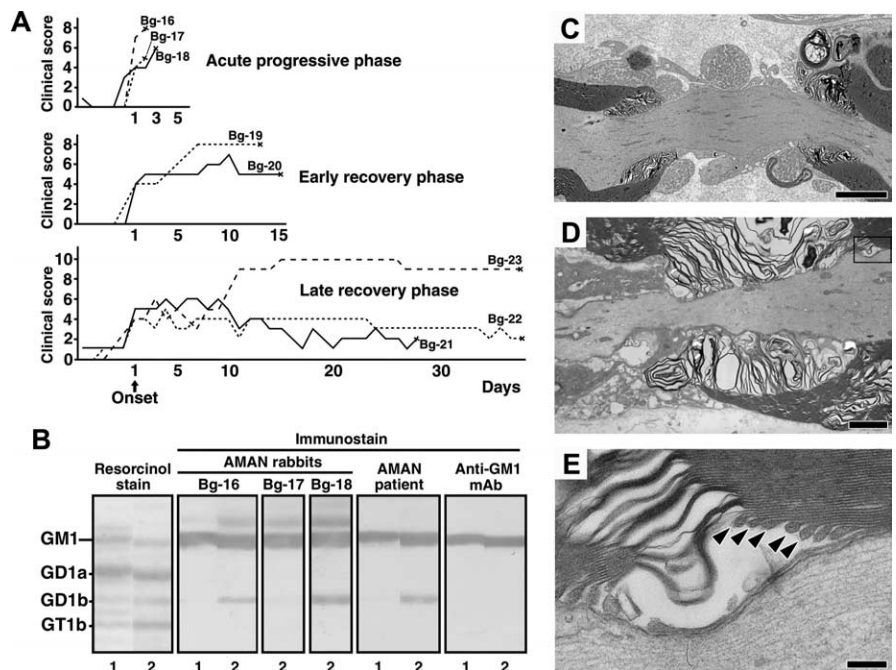 A
Clinical score
8
6
4
2
0
Bg-16
Bg-17
Bg-18
Acute progressive phase
1 3 5
Clinical score
8
6
4
2
0
Bg-19
Bg-20
Early recovery phase
1 5 10 15
Clinical score
10
8
6
4
2
0
Bg-23
Late recovery phase
Bg-22
Bg-21
1 5 10 20 30 Days
Onset
B
Immunostain
Resorcinol stain
AMAN rabbits
Bg-16 Bg-17 Bg-18
AMAN patient
Anti-GM1 mAb
GM1
GD1a
GD1b
GT1b
1 2 1 2 2 2 1 2 1 2
C
D
E